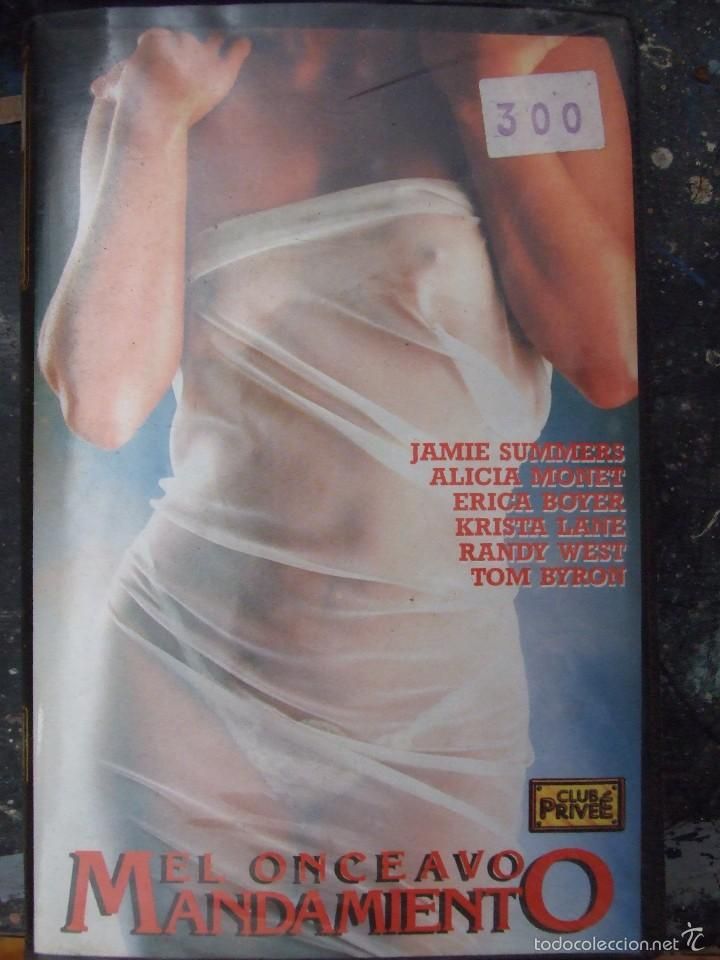 300
JAMIE SUMMERS
ALICIA MONET
ERICA BOYER
KRISTA LANE
RANDY WEST
TOM BYRON
CLUB
PRIVEÉ
EL ONCEAVO
MANDAMIENTO
todocoleccion.net